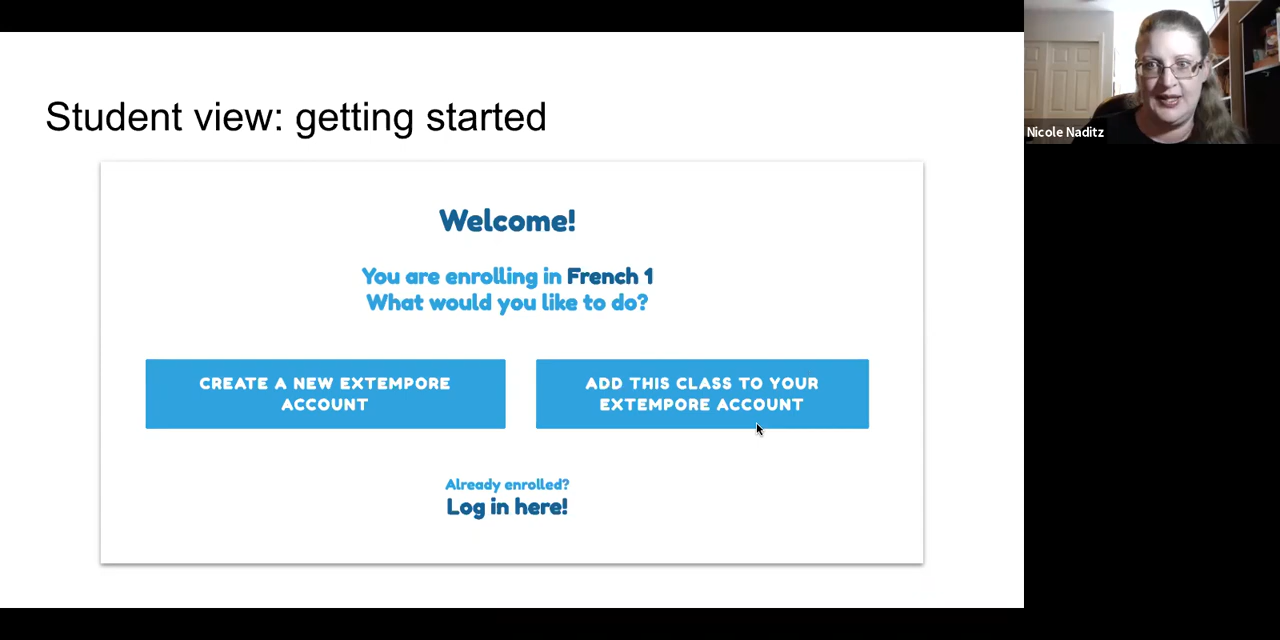 Student view: getting started
Welcome!
You are enrolling in French 1
What would you like to do?
CREATE A NEW EXTEMPORE
ACCOUNT
ADD THIS CLASS TO YOUR
EXTEMPORE ACCOUNT
Already enrolled?
Log in here!
Nicole Naditz